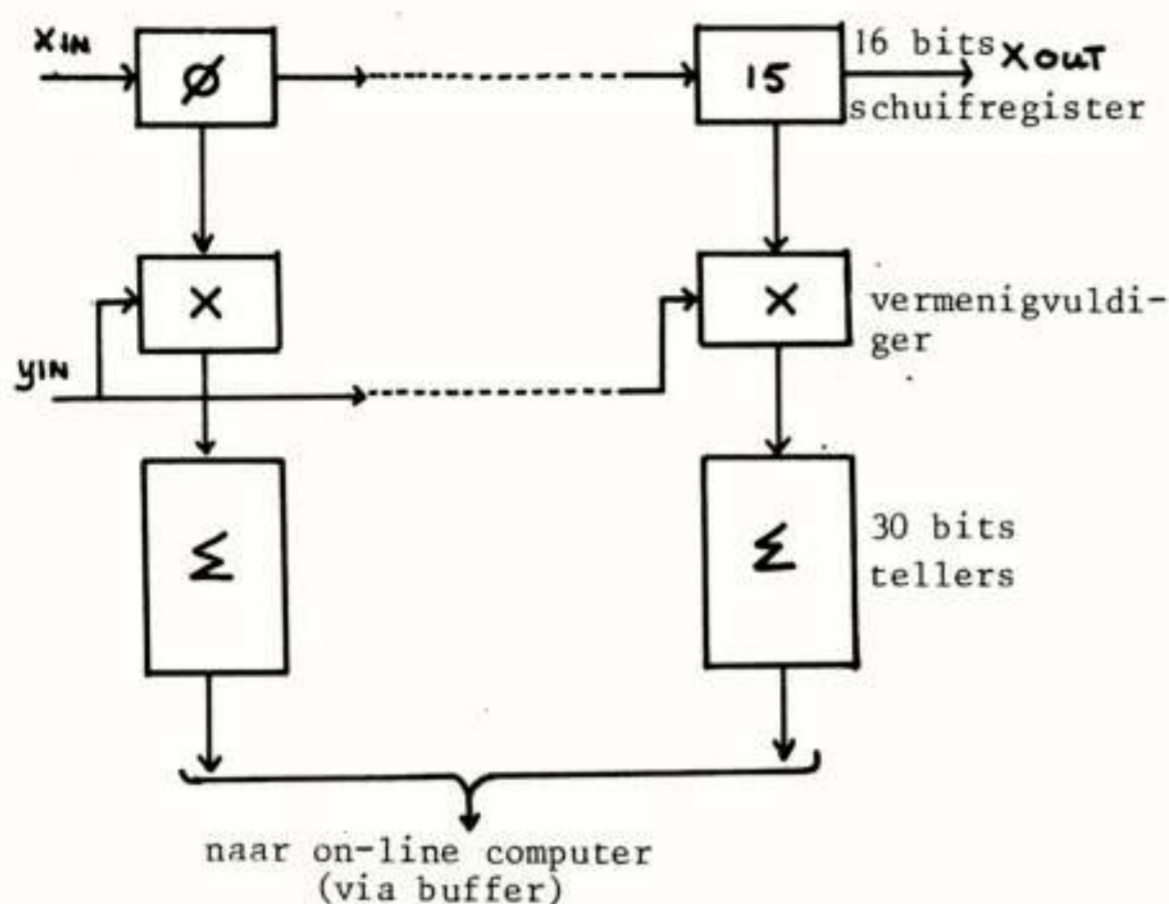 XIN
Ø
15
16 bits XOUT
schuifregister
X
X
vermenigvuldi-
ger
YIN
Σ
Σ
30 bits
tellers
naar on-line computer
(via buffer)